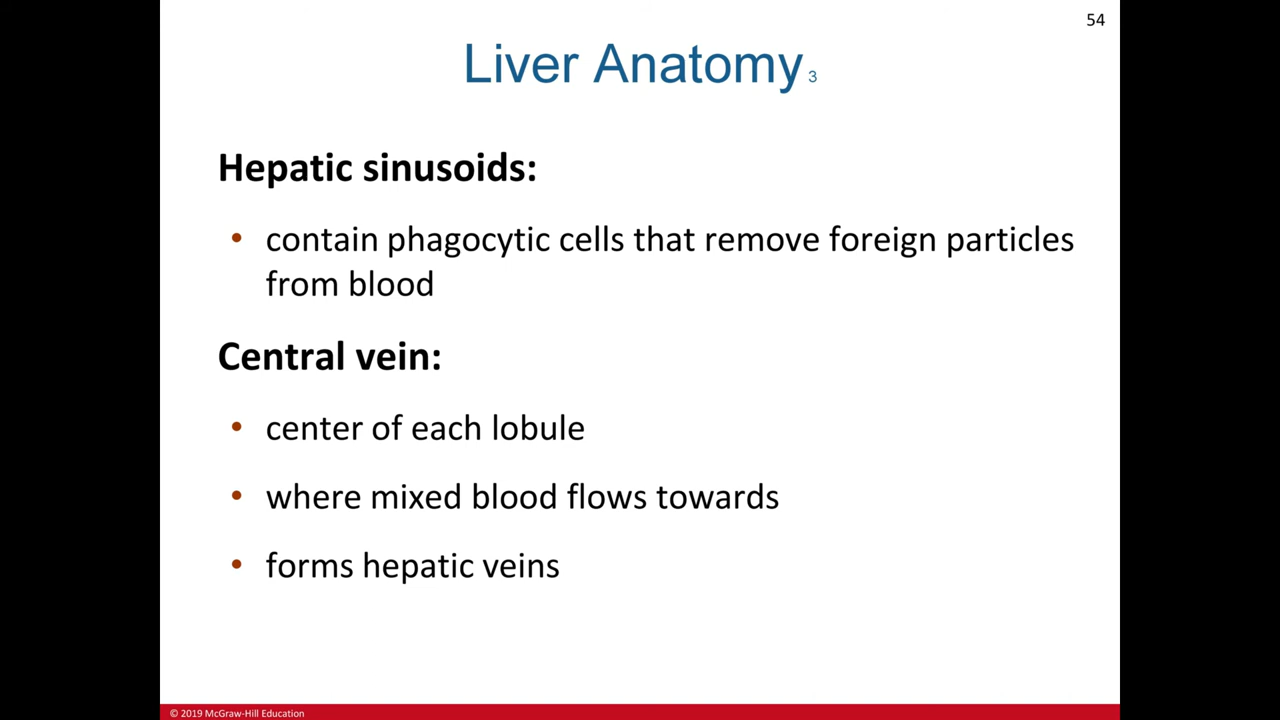 54
Liver Anatomy 3
Hepatic sinusoids:
• contain phagocytic cells that remove foreign particles
from blood
Central vein:
• center of each lobule
• where mixed blood flows towards
• forms hepatic veins
© 2019 McGraw-Hill Education